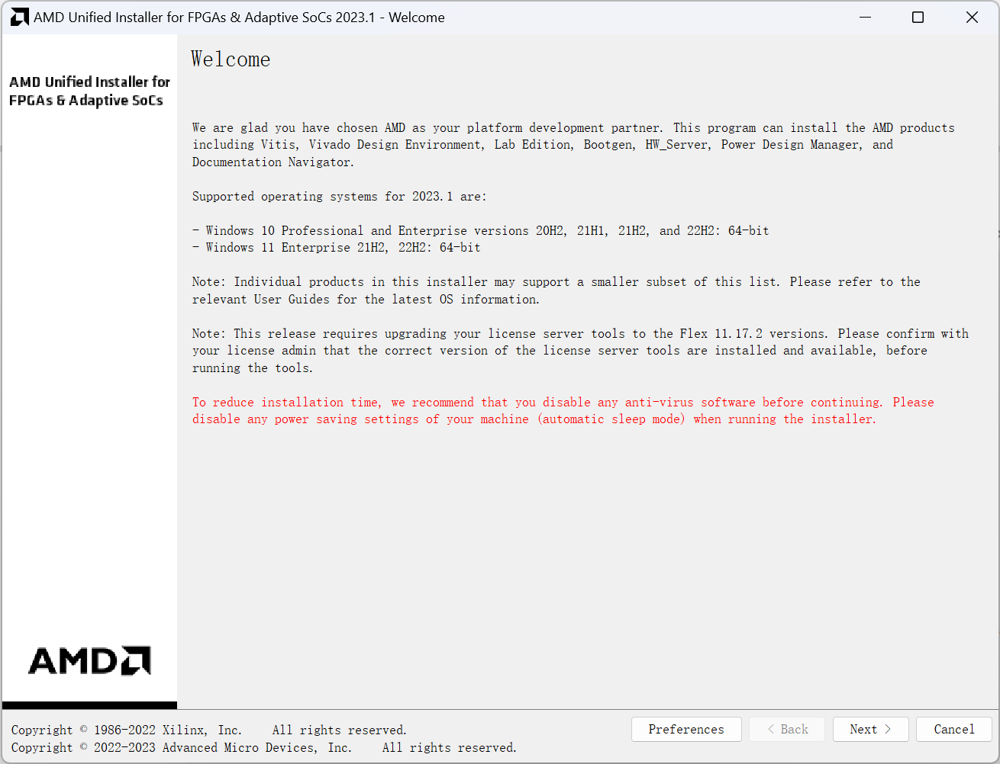 AMD Unified Installer for FPGAs & Adaptive SoCs 2023.1 - Welcome
AMD Unified Installer for
FPGAs & Adaptive SoCs
Welcome
We are glad you have chosen AMD as your platform development partner. This program can install the AMD products
including Vitis, Vivado Design Environment, Lab Edition, Bootgen, HW_Server, Power Design Manager, and
Documentation Navigator.
Supported operating systems for 2023.1 are:
- Windows 10 Professional and Enterprise versions 20H2, 21H1, 21H2, and 22H2: 64-bit
- Windows 11 Enterprise 21H2, 22H2: 64-bit
Note: Individual products in this installer may support a smaller subset of this list. Please refer to the
relevant User Guides for the latest OS information.
Note: This release requires upgrading your license server tools to the Flex 11.17.2 versions. Please confirm with
your license admin that the correct version of the license server tools are installed and available, before
running the tools.
To reduce installation time, we recommend that you disable any anti-virus software before continuing. Please
disable any power saving settings of your machine (automatic sleep mode) when running the installer.
AMD
Copyright © 1986-2022 Xilinx, Inc. All rights reserved.
Copyright © 2022-2023 Advanced Micro Devices, Inc. All rights reserved.
Preferences
< Back
Next >
Cancel